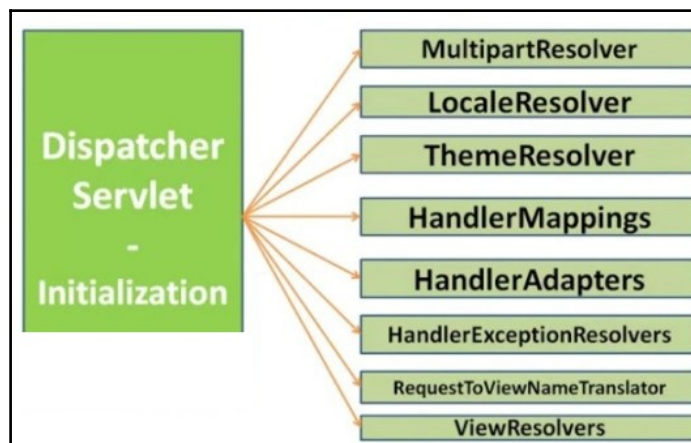 Dispatcher
Servlet
-
Initialization
MultipartResolver
LocaleResolver
ThemeResolver
HandlerMappings
HandlerAdapters
HandlerExceptionResolvers
RequestToViewNameTranslator
ViewResolvers